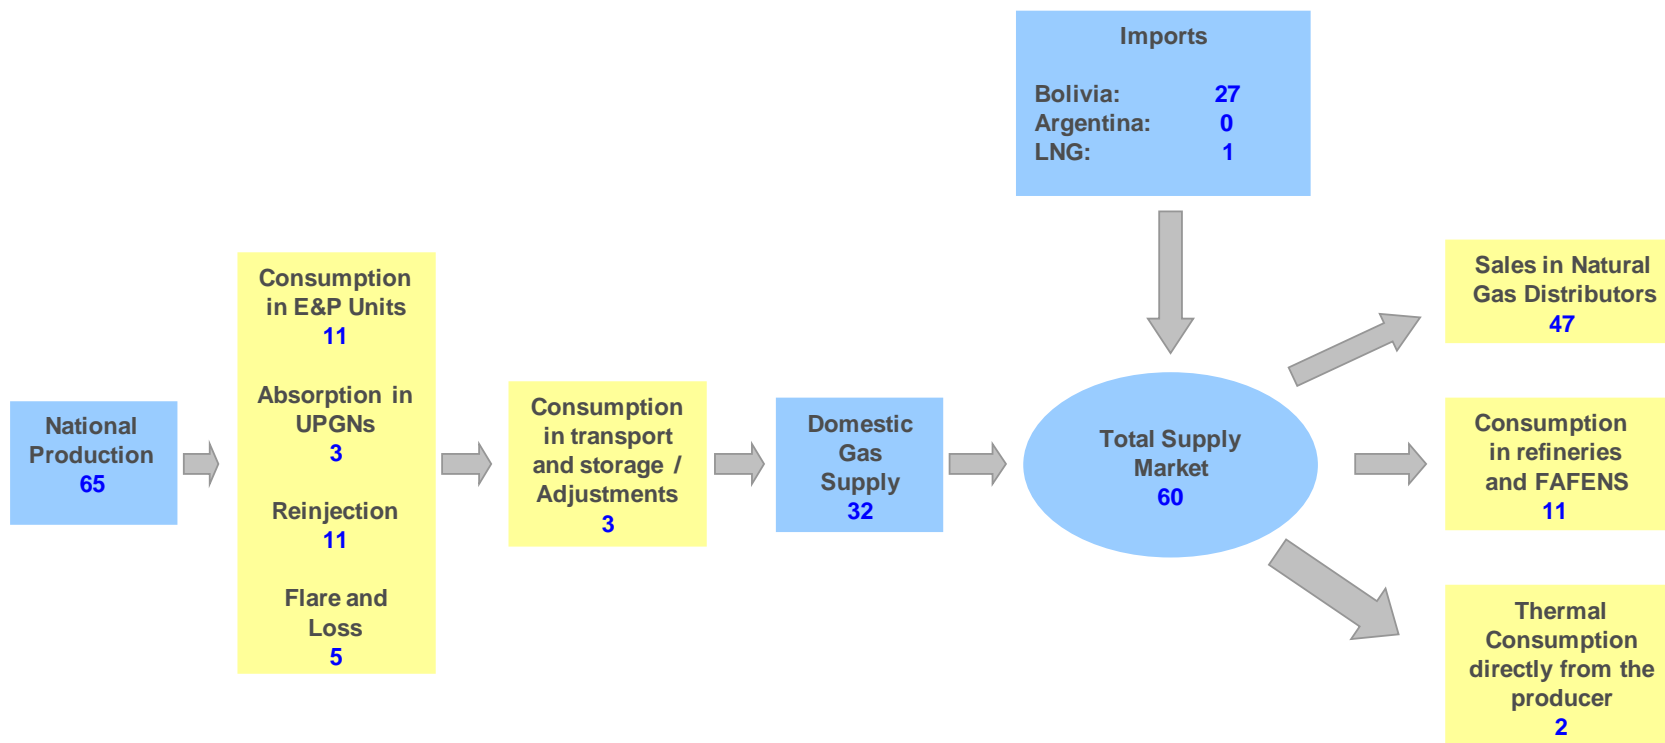 Imports
Bolivia: 27
Argentina: 0
LNG: 1
National
Production
65
Consumption
in E&P Units
11
Absorption in
UPGNs
3
Reinjection
11
Flare and
Loss
5
Consumption
in transport
and storage /
Adjustments
3
Domestic
Gas
Supply
32
Total Supply
Market
60
Sales in Natural
Gas Distributors
47
Consumption
in refineries
and FAFENS
11
Thermal
Consumption
directly from the
producer
2